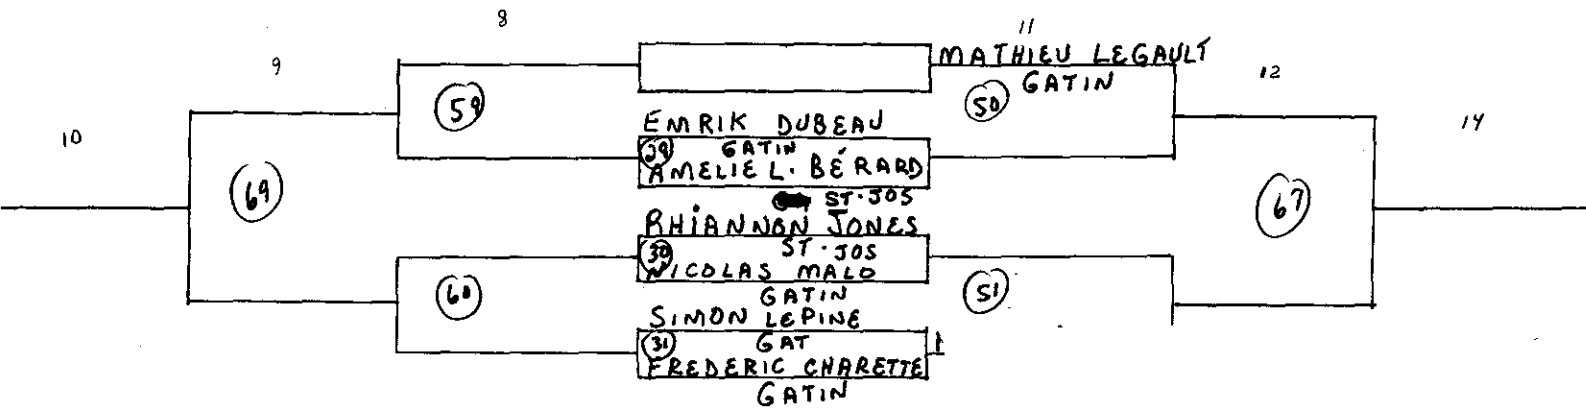 8
11
9
MATHIEU LEGAULT
12
GATIN
59
50
EMRIK DUBEAU
14
10
29 GATIN
AMELIE L. BÉRARD
69
ST-JOS
67
RHIANNON JONES
30 ST-JOS
NICOLAS MALO
60
51
GATIN
SIMON LEPINE
31 GAT
FREDERIC CHARETTE
GATIN